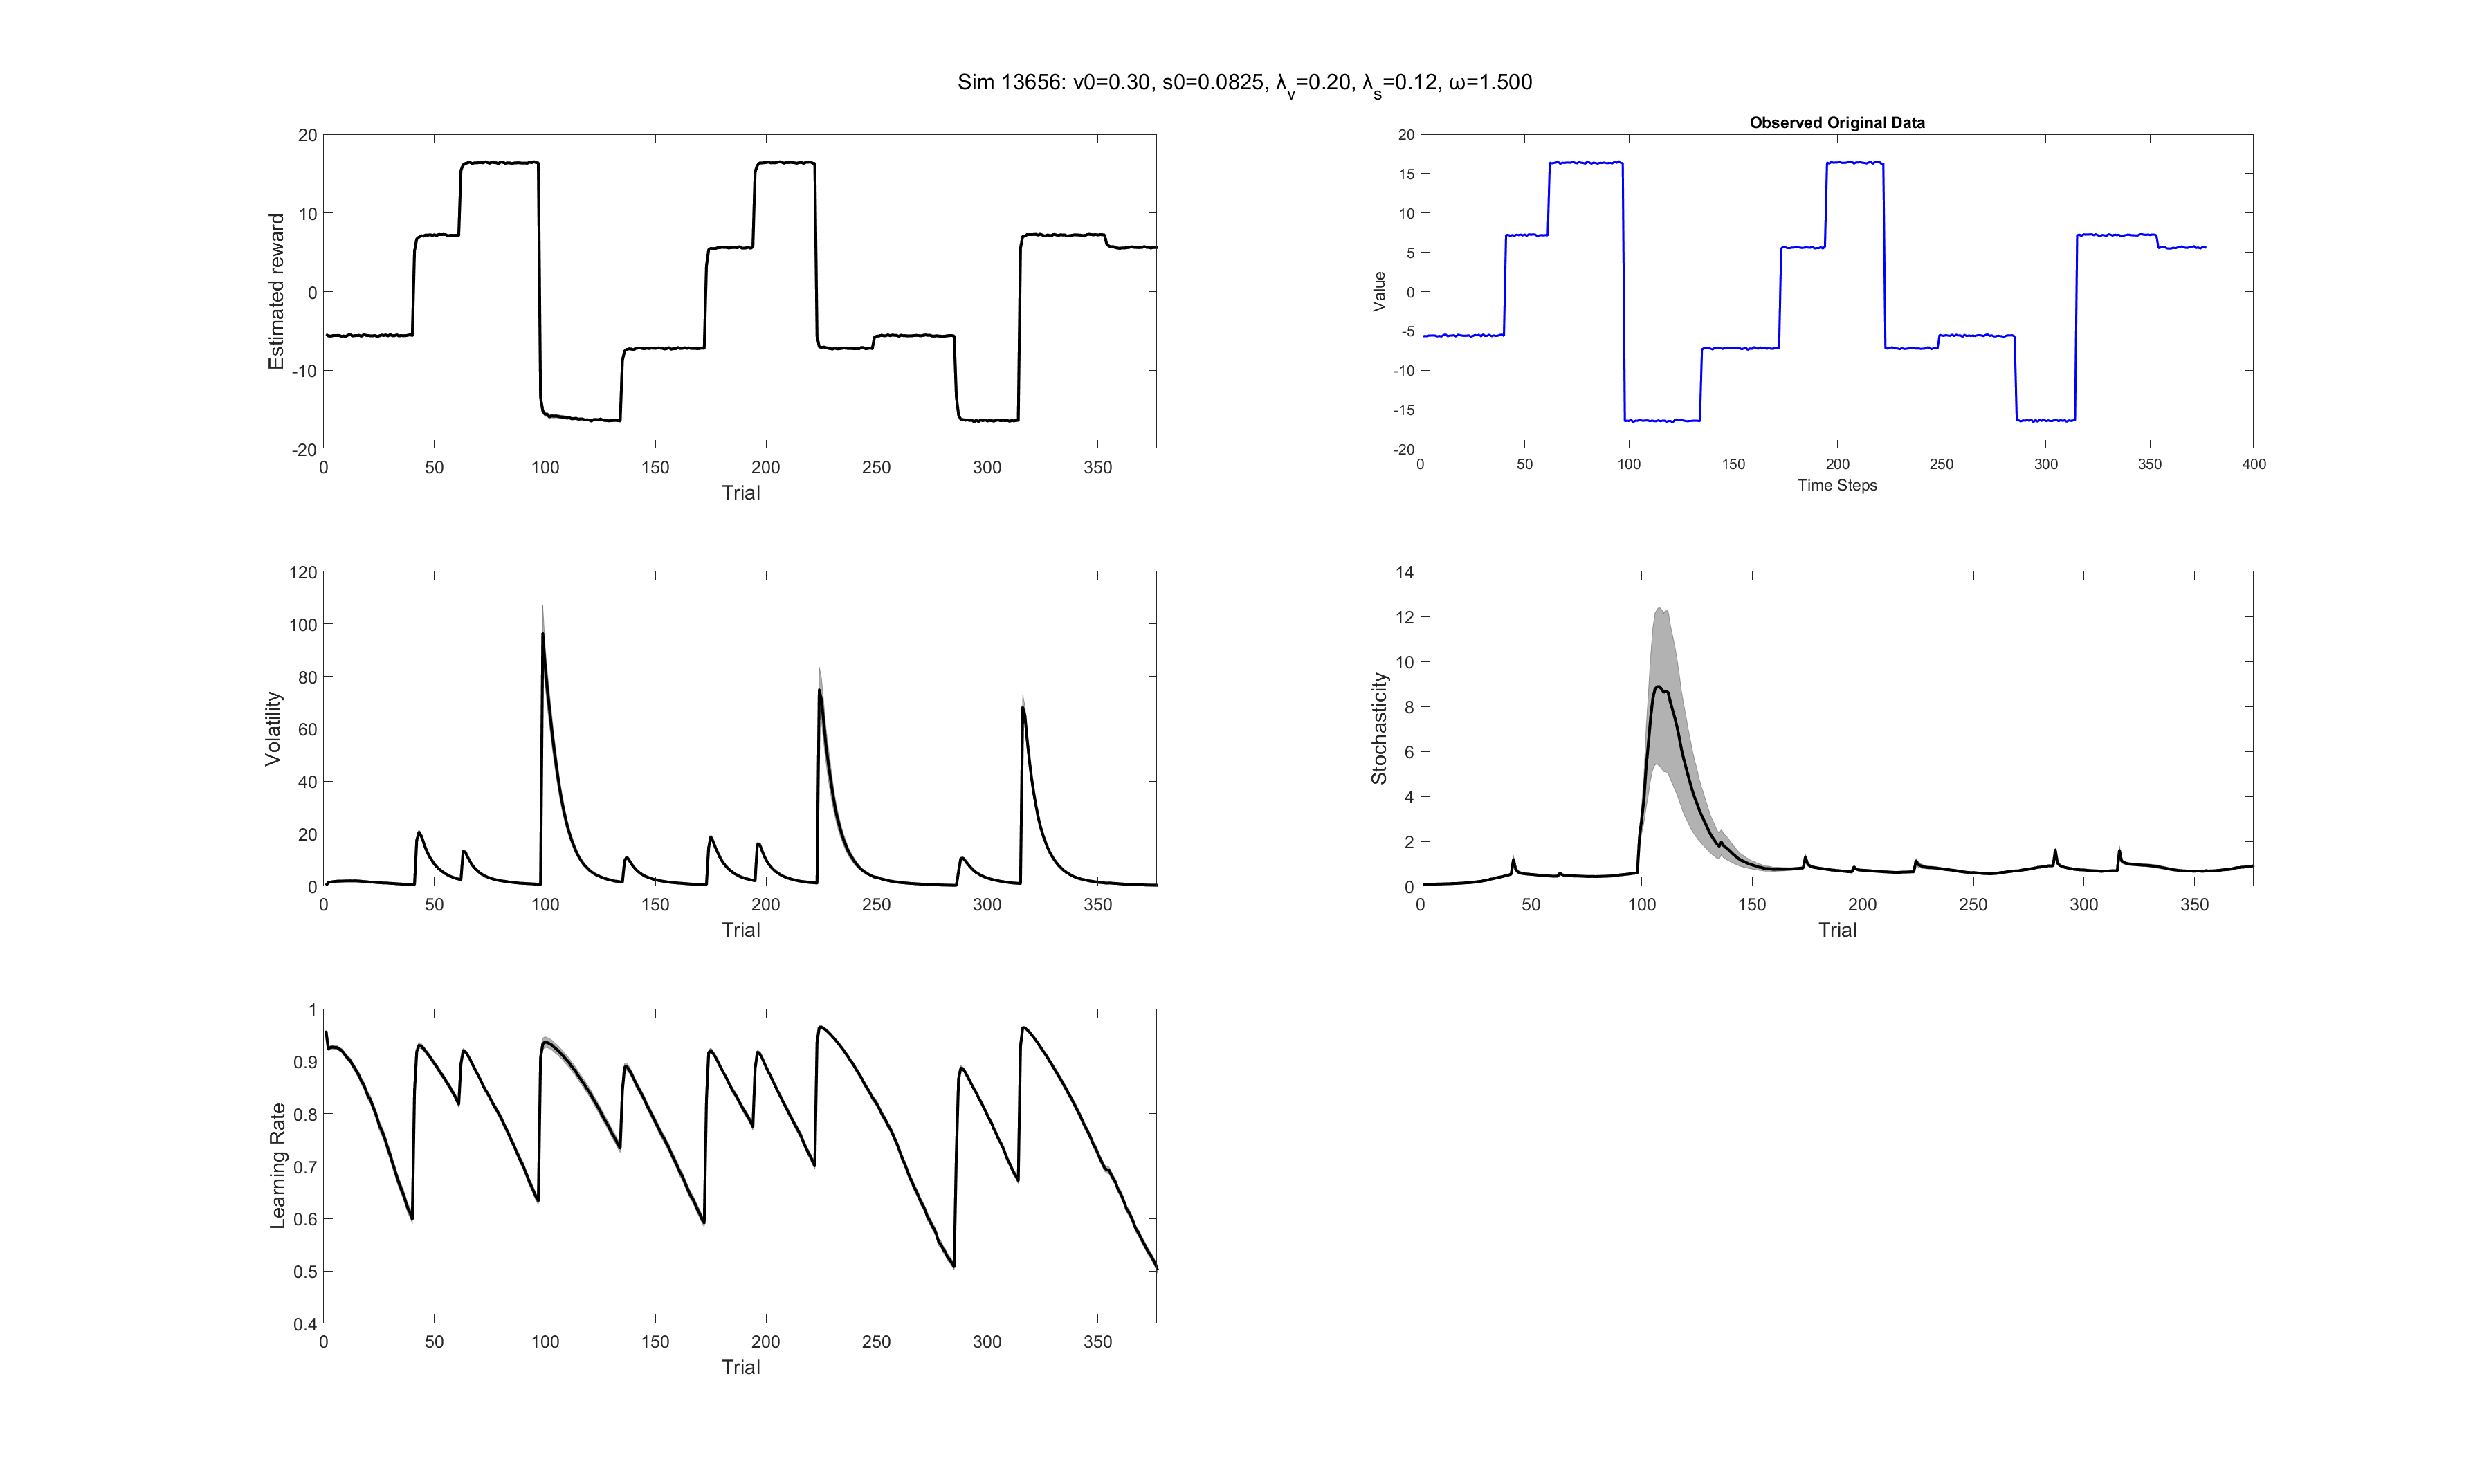 Sim 13656: v0=0.30, s0=0.0825, λv=0.20, λs=0.12, ω=1.500
Estimated reward
20
10
0
-10
-20
0 50 100 150 200 250 300 350
Trial
Observed Original Data
Value
20
15
10
5
0
-5
-10
-15
-20
0 50 100 150 200 250 300 350 400
Time Steps
Volatility
120
100
80
60
40
20
0
0 50 100 150 200 250 300 350
Trial
Stochasticity
14
12
10
8
6
4
2
0
0 50 100 150 200 250 300 350
Trial
Learning Rate
1
0.9
0.8
0.7
0.6
0.5
0.4
0 50 100 150 200 250 300 350
Trial